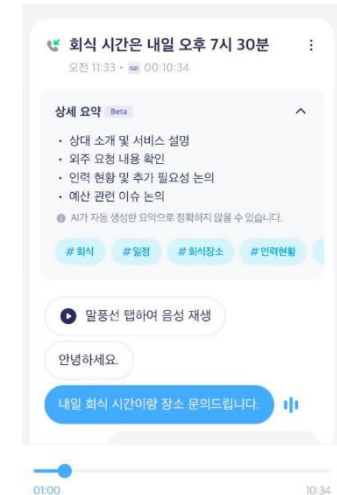 회식 시간은 내일 오후 7시 30분
오전 11:33 • 00:10:34
상세 요약 Beta
• 상대 소개 및 서비스 설명
• 외주 요청 내용 확인
• 인력 현황 및 추가 필요성 논의
• 예산 관련 이슈 논의
AI가 자동 생성한 요약으로 정확하지 않을 수 있습니다.
# 회식 # 일정 # 회식장소 # 인력현황
말풍선 탭하여 음성 재생
안녕하세요.
내일 회식 시간이랑 장소 문의드립니다.
01:00 10:34